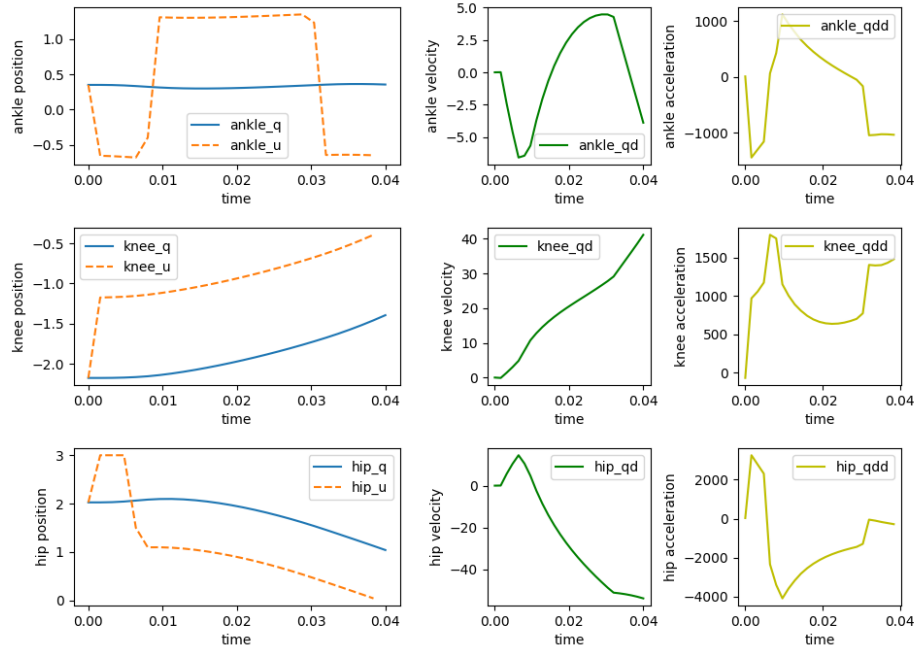 ankle position
1.0
0.5
0.0
−0.5
ankle_q
ankle_u
0.00
0.01
0.02
0.03
0.04
time
ankle velocity
5.0
2.5
0.0
−2.5
−5.0
ankle_qd
0.00
0.02
0.04
time
ankle acceleration
1000
0
−1000
ankle_qdd
0.00
0.02
0.04
time
knee position
−0.5
−1.0
−1.5
−2.0
knee_q
knee_u
0.00
0.01
0.02
0.03
0.04
time
knee velocity
40
30
20
10
0
knee_qd
0.00
0.02
0.04
time
knee acceleration
1500
1000
500
0
knee_qdd
0.00
0.02
0.04
time
hip position
3
2
1
0
hip_q
hip_u
0.00
0.01
0.02
0.03
0.04
time
hip velocity
0
−20
−40
hip_qd
0.00
0.02
0.04
time
hip acceleration
2000
0
−2000
−4000
hip_qdd
0.00
0.02
0.04
time